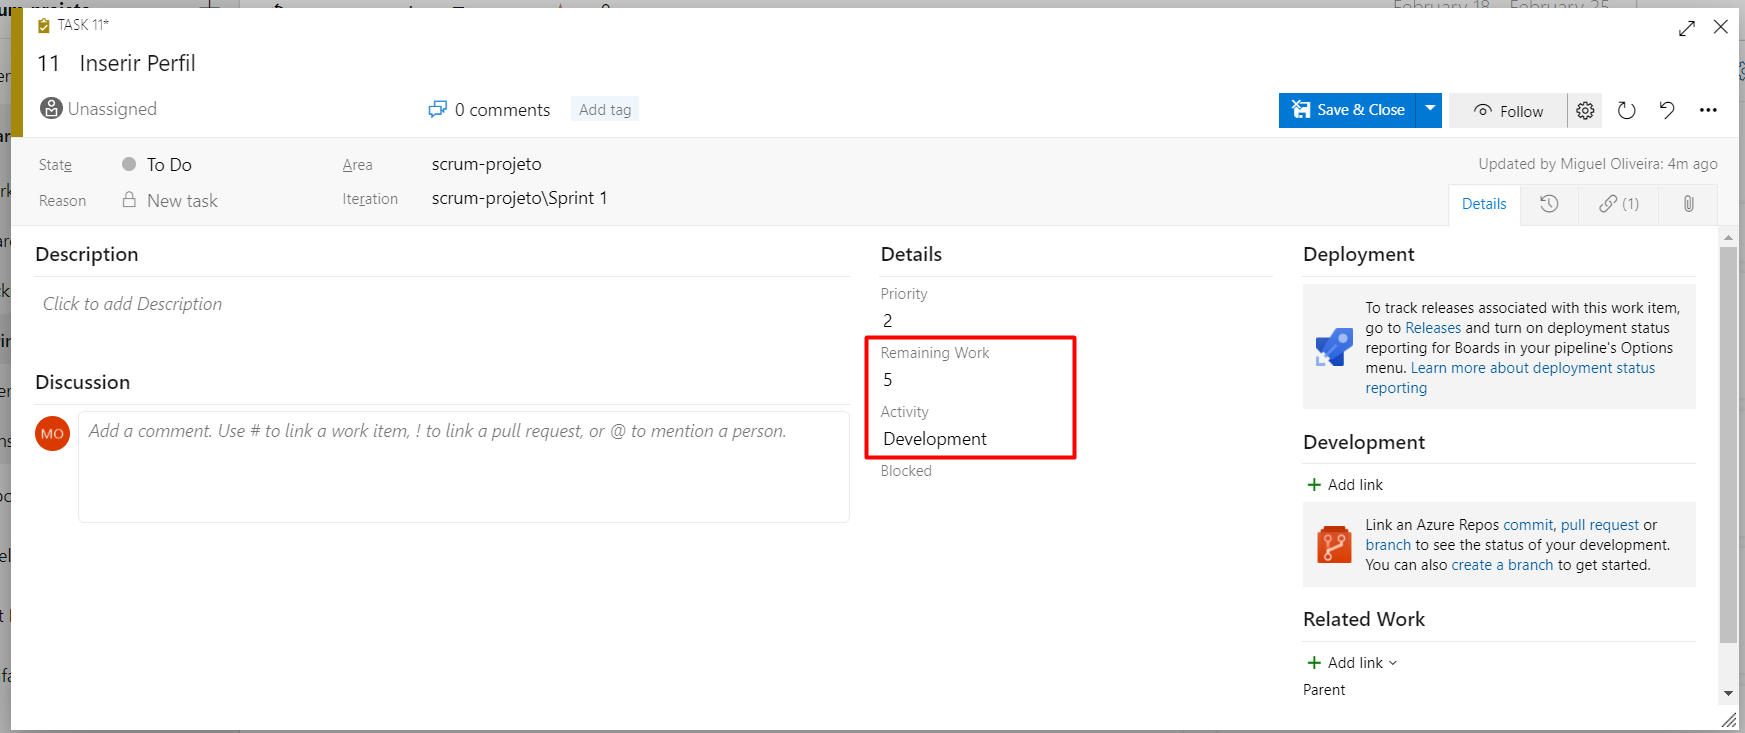 TASK 11*
11 Inserir Perfil
Unassigned
0 comments
Add tag
Save & Close
Follow
State
To Do
Area
scrum-projeto
Updated by Miguel Oliveira: 4m ago
Reason
New task
Iteration
scrum-projeto\Sprint 1
Details
(1)
Description
Click to add Description
Discussion
MO
Add a comment. Use # to link a work item, ! to link a pull request, or @ to mention a person.
Details
Priority
2
Remaining Work
5
Activity
Development
Blocked
Deployment
To track releases associated with this work item,
go to Releases and turn on deployment status
reporting for Boards in your pipeline's Options
menu. Learn more about deployment status
reporting
Development
Add link
Link an Azure Repos commit, pull request or
branch to see the status of your development.
You can also create a branch to get started.
Related Work
Add link
Parent